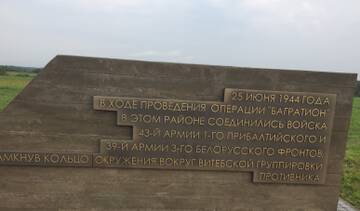 25 ИЮНЯ 1944 ГОДА
В ХОДЕ ПРОВЕДЕНИЯ ОПЕРАЦИИ "БАГРАТИОН"
В ЭТОМ РАЙОНЕ СОЕДИНИЛИСЬ ВОЙСКА
43-Й АРМИИ 1-ГО ПРИБАЛТИЙСКОГО И
39-Й АРМИИ 3-ГО БЕЛОРУССКОГО ФРОНТОВ,
АМКНУВ КОЛЬЦО ОКРУЖЕНИЯ ВОКРУГ ВИТЕБСКОЙ ГРУППИРОВКИ
ПРОТИВНИКА